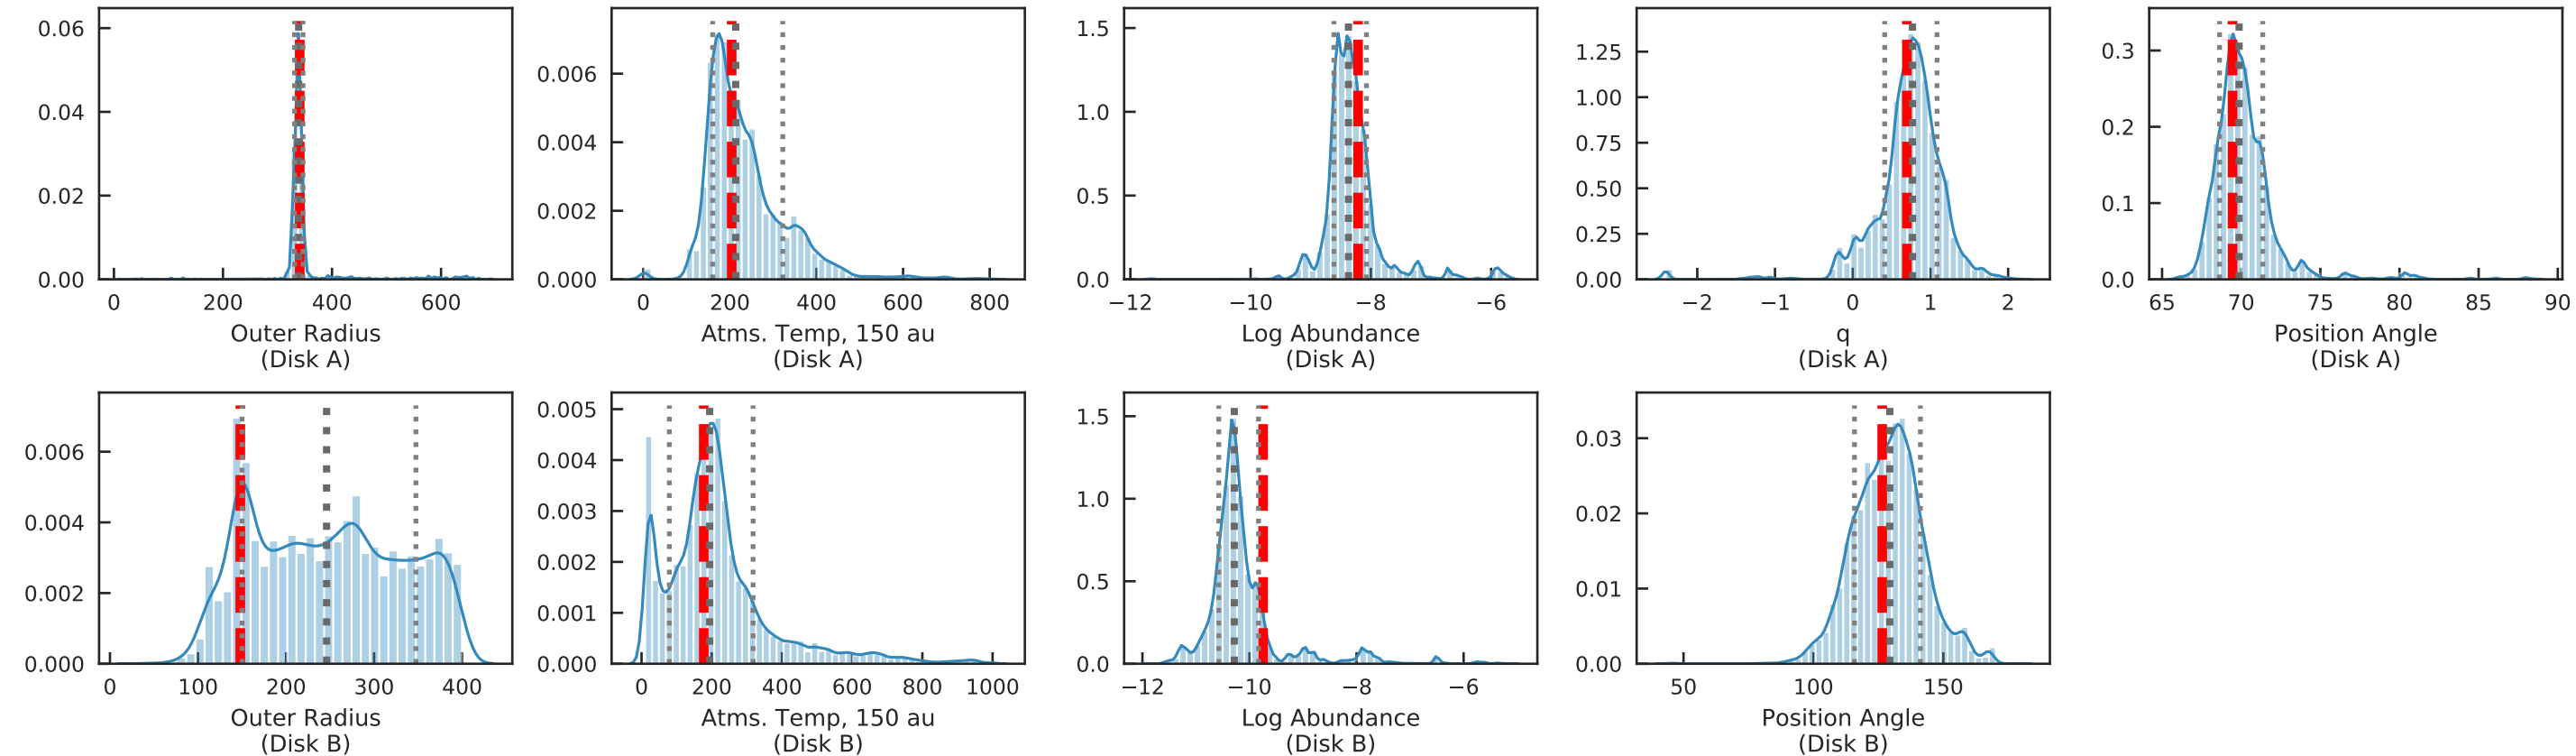 0.06
0.04
0.02
0.00
0 200 400 600
Outer Radius
(Disk A)
0.006
0.004
0.002
0.000
0 200 400 600 800
Atms. Temp, 150 au
(Disk A)
1.5
1.0
0.5
0.0
−12 −10 −8 −6
Log Abundance
(Disk A)
1.25
1.00
0.75
0.50
0.25
0.00
−2 −1 0 1 2
q
(Disk A)
0.3
0.2
0.1
0.0
65 70 75 80 85 90
Position Angle
(Disk A)
0.006
0.004
0.002
0.000
0 100 200 300 400
Outer Radius
(Disk B)
0.005
0.004
0.003
0.002
0.001
0.000
0 200 400 600 800 1000
Atms. Temp, 150 au
(Disk B)
1.5
1.0
0.5
0.0
−12 −10 −8 −6
Log Abundance
(Disk B)
0.03
0.02
0.01
0.00
50 100 150
Position Angle
(Disk B)